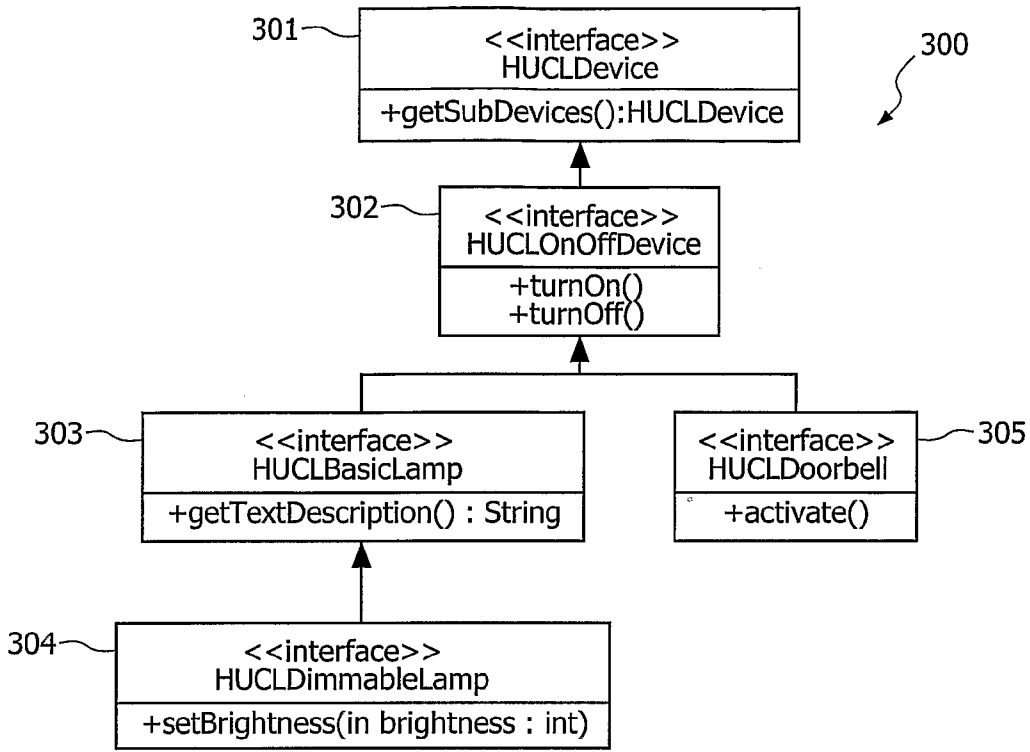 301
<<interface>>
HUCLDevice
+getSubDevices():HUCLDevice
300
302
<<interface>>
HUCLOnOffDevice
+turnOn()
+turnOff()
303
<<interface>>
HUCLBasicLamp
+getTextDescription() : String
<<interface>>
HUCLDoorbell
+activate()
305
304
<<interface>>
HUCLDimmableLamp
+setBrightness(in brightness : int)